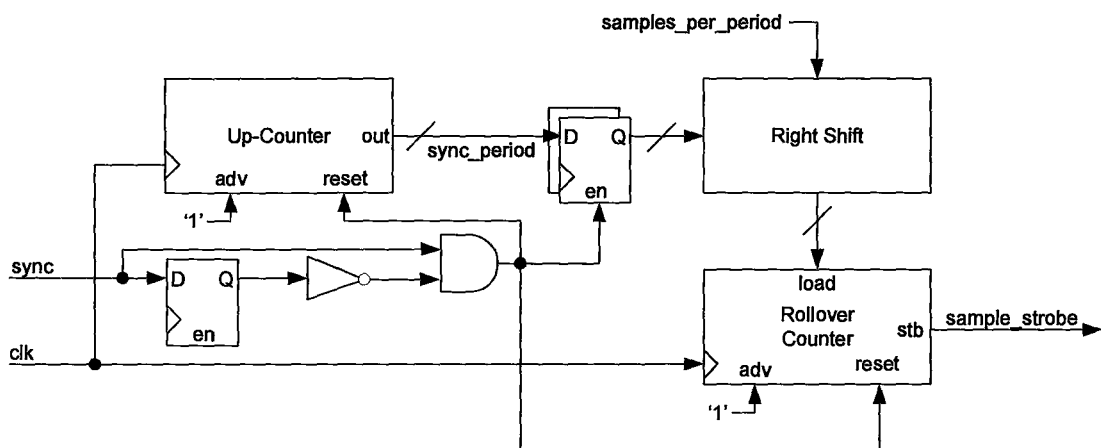 samples_per_period
Up-Counter
out
sync_period
adv
reset
'1'
D
Q
en
Right Shift
sync
D
Q
en
clk
load
Rollover
Counter
stb
sample_strobe
adv
reset
'1'